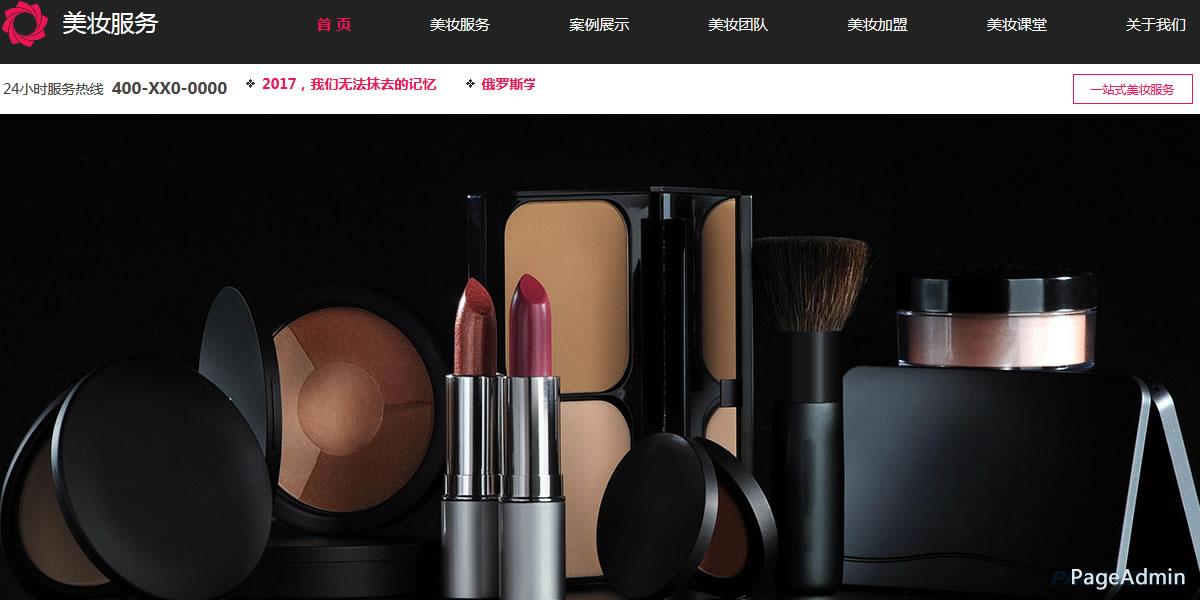 美妆服务
首 页 美妆服务 案例展示 美妆团队 美妆加盟 美妆课堂 关于我们
24小时服务热线 400-XX0-0000 ❖ 2017，我们无法抹去的记忆 ❖ 俄罗斯学 一站式美妆服务
PageAdmin